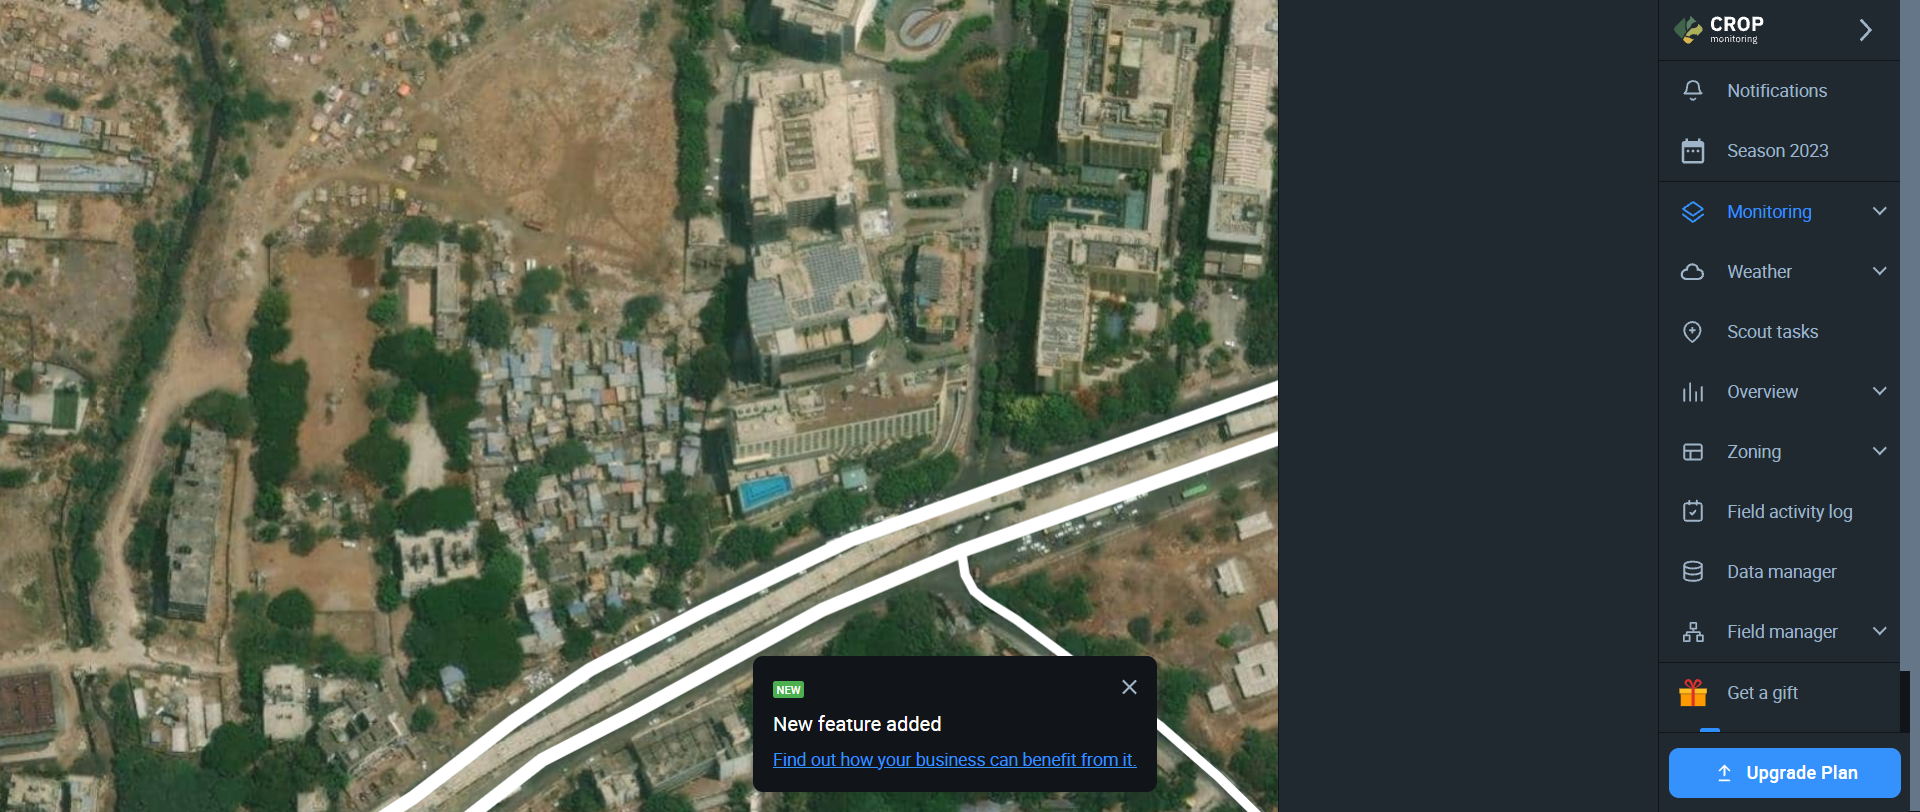 CROP
monitoring
Notifications
Season 2023
Monitoring
Weather
Scout tasks
Overview
Zoning
Field activity log
Data manager
Field manager
Get a gift
Upgrade Plan
NEW
New feature added
Find out how your business can benefit from it.